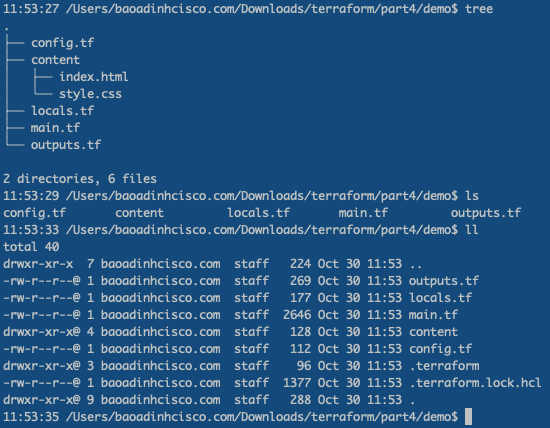 11:53:27 /Users/baoadinhcisco.com/Downloads/terraform/part4/demo$ tree
.
├── config.tf
├── content
│   ├── index.html
│   └── style.css
├── locals.tf
├── main.tf
└── outputs.tf

2 directories, 6 files
11:53:29 /Users/baoadinhcisco.com/Downloads/terraform/part4/demo$ ls
config.tf content locals.tf main.tf outputs.tf
11:53:33 /Users/baoadinhcisco.com/Downloads/terraform/part4/demo$ ll
total 40
drwxr-xr-x 7 baoadinhcisco.com staff 224 Oct 30 11:53 ..
-rw-r--r--@ 1 baoadinhcisco.com staff 269 Oct 30 11:53 outputs.tf
-rw-r--r--@ 1 baoadinhcisco.com staff 177 Oct 30 11:53 locals.tf
-rw-r--r--@ 1 baoadinhcisco.com staff 2646 Oct 30 11:53 main.tf
drwxr-xr-x@ 4 baoadinhcisco.com staff 128 Oct 30 11:53 content
-rw-r--r--@ 1 baoadinhcisco.com staff 112 Oct 30 11:53 config.tf
drwxr-xr-x@ 3 baoadinhcisco.com staff 96 Oct 30 11:53 .terraform
-rw-r--r--@ 1 baoadinhcisco.com staff 1377 Oct 30 11:53 .terraform.lock.hcl
drwxr-xr-x@ 9 baoadinhcisco.com staff 288 Oct 30 11:53 .
11:53:35 /Users/baoadinhcisco.com/Downloads/terraform/part4/demo$